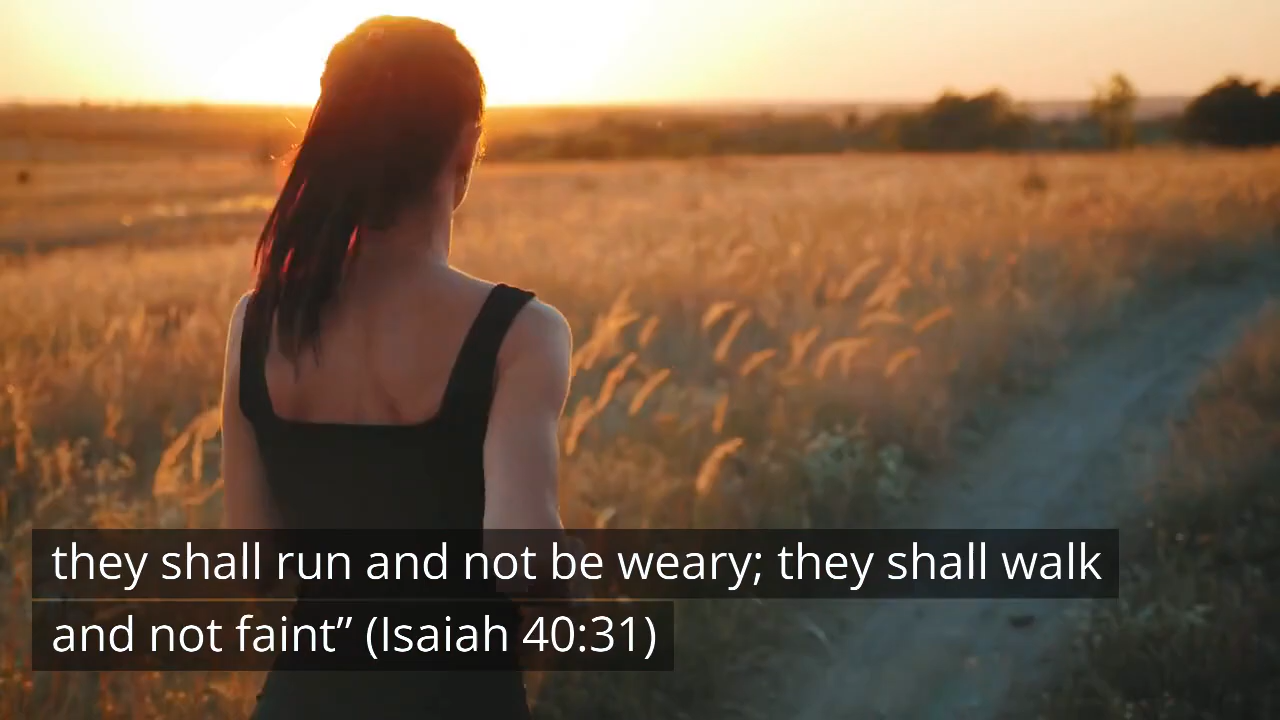 they shall run and not be weary; they shall walk
and not faint” (Isaiah 40:31)